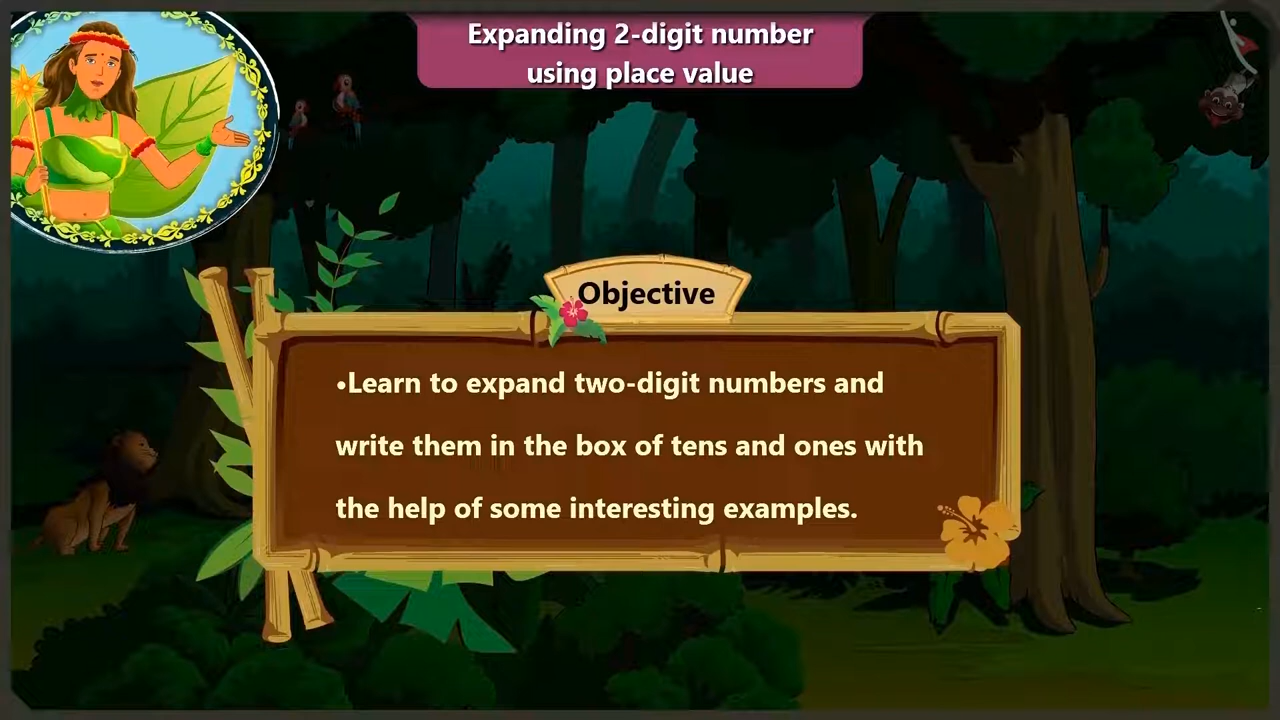 Expanding 2-digit number
using place value
Objective
•Learn to expand two-digit numbers and
write them in the box of tens and ones with
the help of some interesting examples.